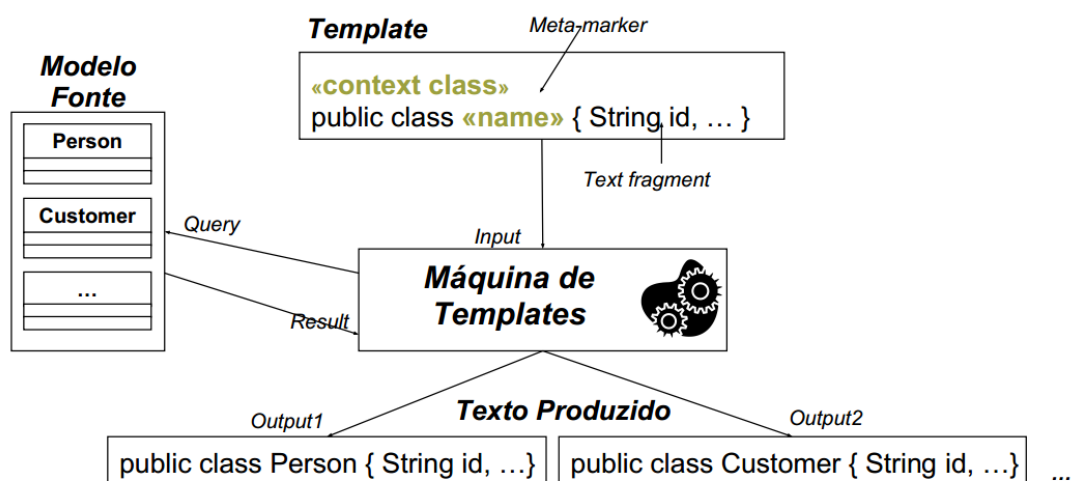 Template
Meta-marker
«context class»
public class «name» { String id, … }
Text fragment
Modelo
Fonte
Person
Customer
...
Query
Result
Input
Máquina de
Templates
Texto Produzido
Output1
Output2
public class Person { String id, …}
public class Customer { String id, …}
...